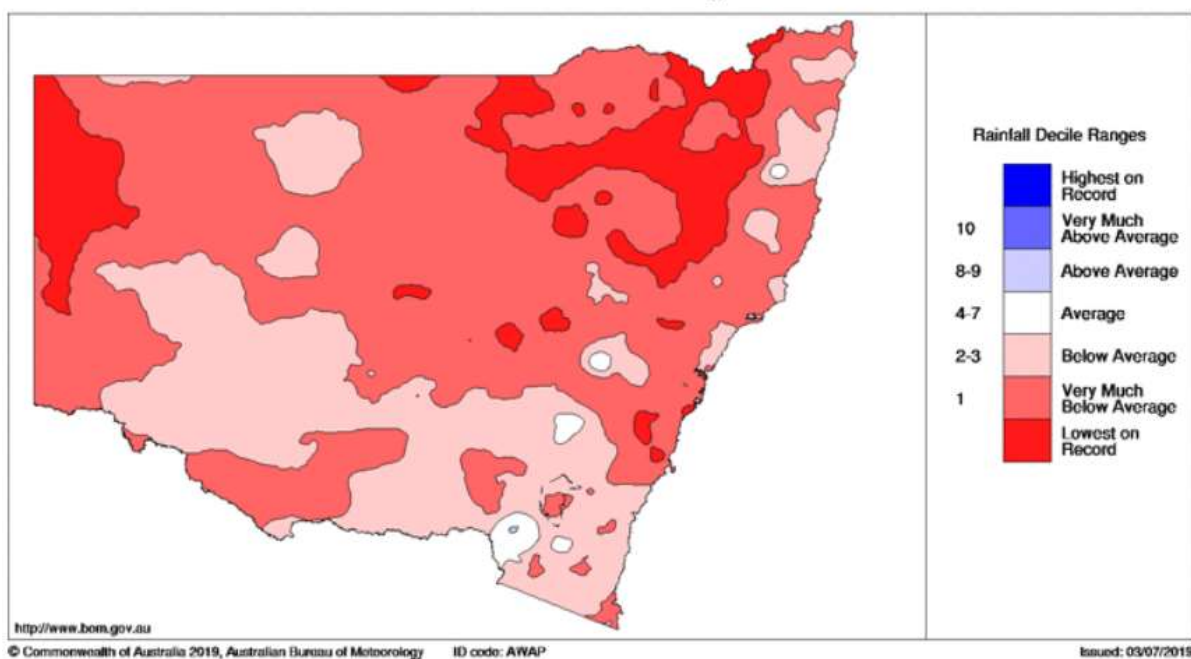 Rainfall Decile Ranges
Highest on
Record
10
Very Much
Above Average
8-9
Above Average
4-7
Average
2-3
Below Average
1
Very Much
Below Average
Lowest on
Record
http://www.bom.gov.au
© Commonwealth of Australia 2019, Australian Bureau of Meteorology ID code: AWAP Issued: 03/07/2019